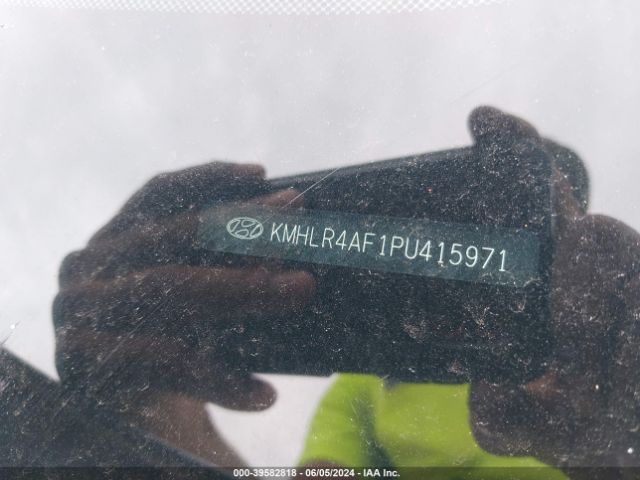 KMHLR4AF1PU415971
000-39582818 - 06/05/2024 - IAA Inc.